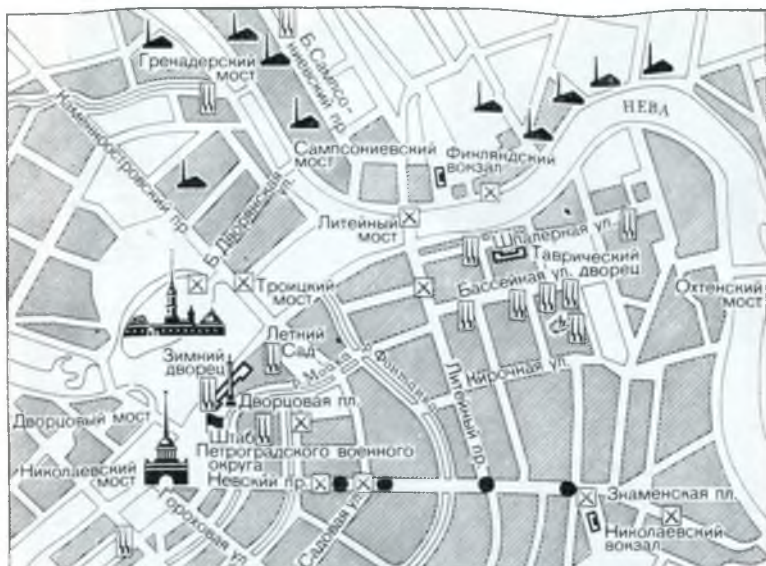 Гренадерский
мост
Б. Сампсо-
ниевский пр.
Каменноостровский пр.
НЕВА
Сампсониевский
мост
Финляндский
вокзал
Б. Дворянская
ул.
Литейный
мост
Шпалерная ул.
Таврический
дворец
Бассейная ул.
Троицкий
мост
Охтенский
мост
Летний
Сад
Зимний
дворец
р. Мойка
р. Фонтанка
Кирочная ул.
Литейный пр.
Дворцовый мост
Дворцовая пл.
Штаб
Петроградского военного
округа
Николаевский
мост
Невский пр.
Гороховая ул.
Садовая ул.
Знаменская пл.
Николаевский
вокзал